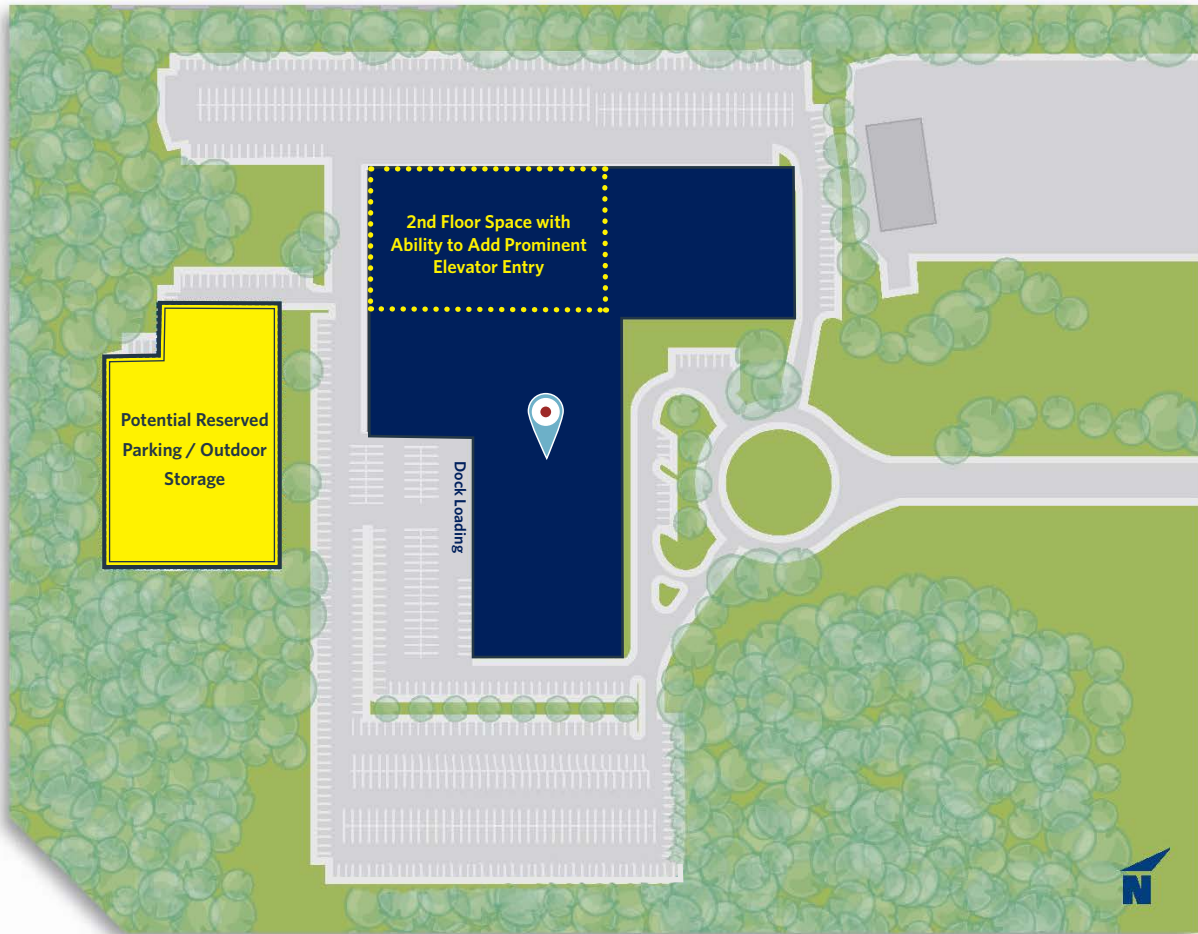 2nd Floor Space with
Ability to Add Prominent
Elevator Entry
Potential Reserved
Parking / Outdoor
Storage
Dock Loading
N